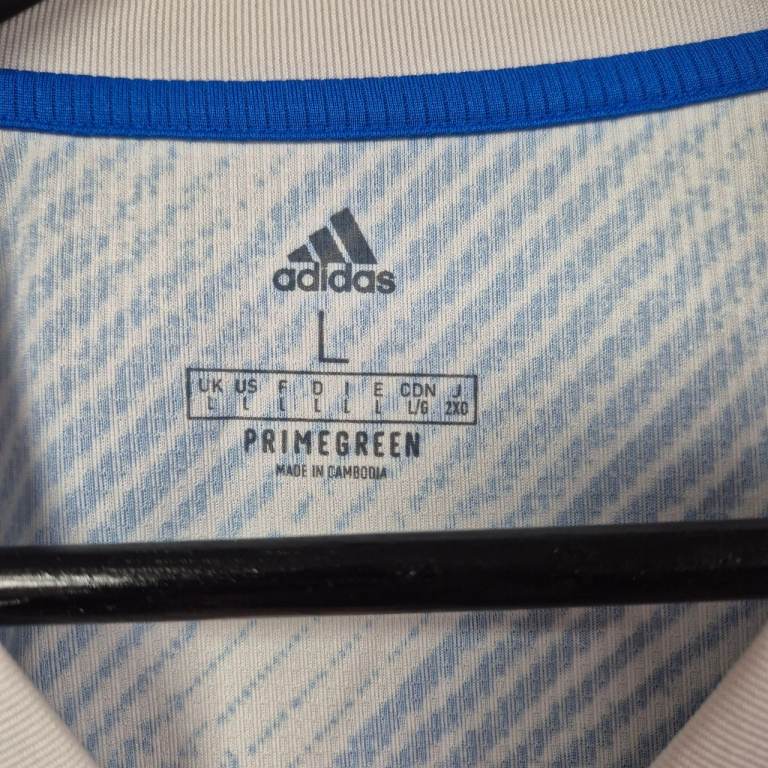 adidas
L
UK US F D I E CDN J
L L L L L L L/G 2XO
PRIMEGREEN
MADE IN CAMBODIA